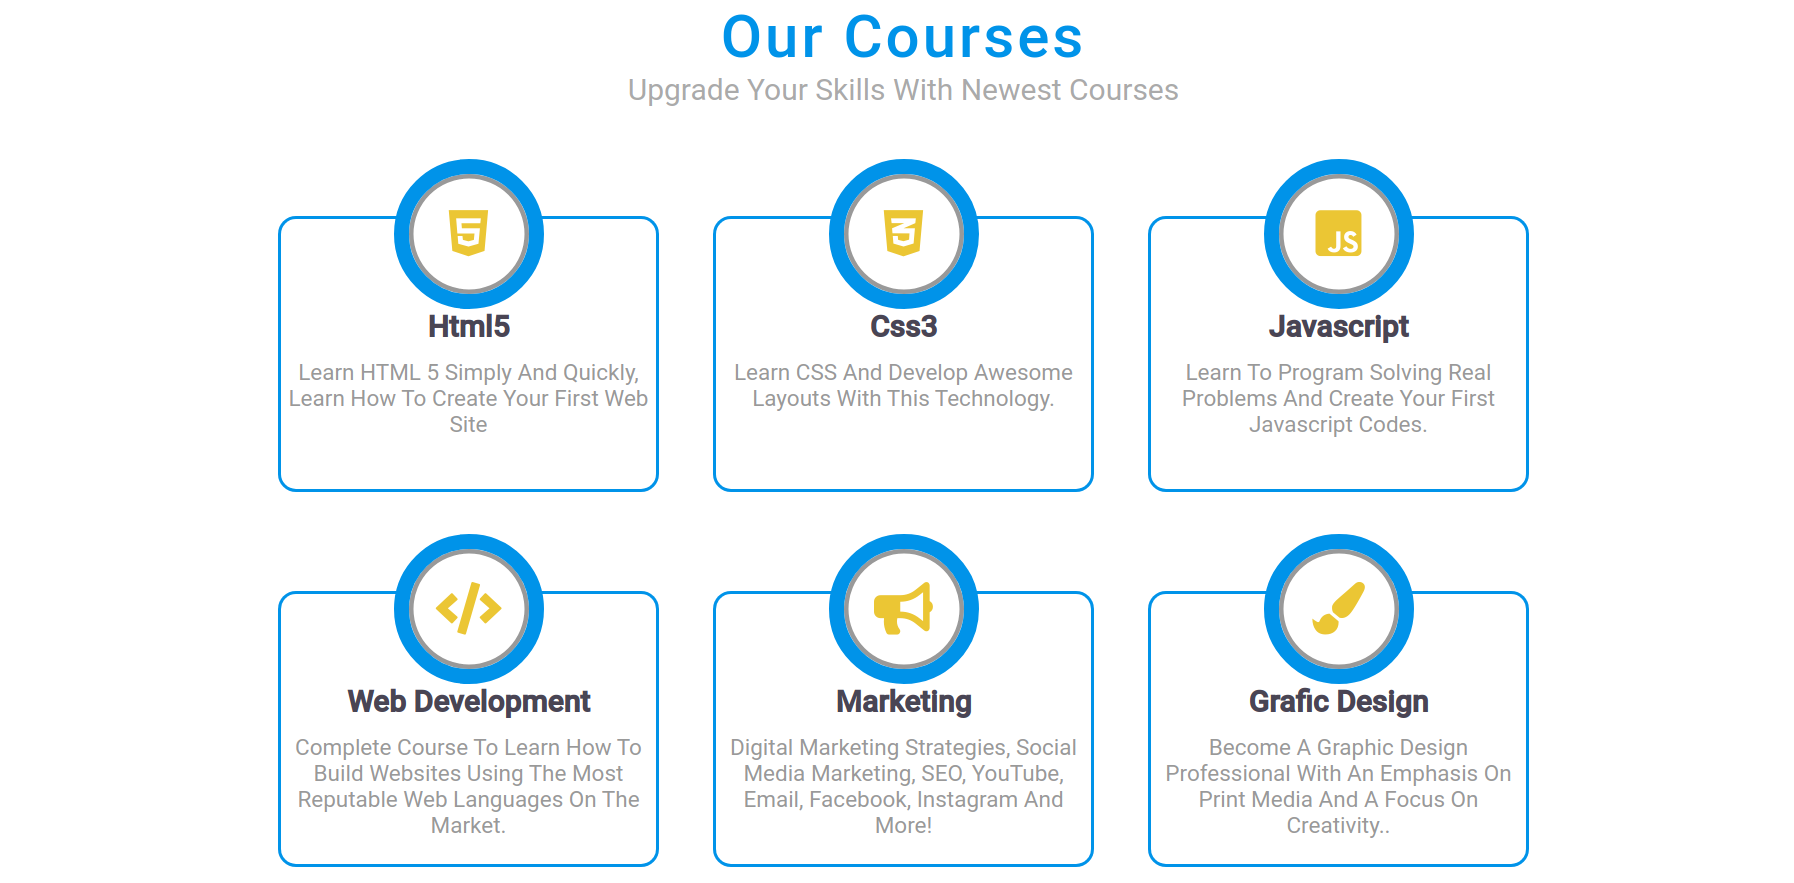 Our Courses
Upgrade Your Skills With Newest Courses
JS
Html5
Learn HTML 5 Simply And Quickly,
Learn How To Create Your First Web
Site
Css3
Learn CSS And Develop Awesome
Layouts With This Technology.
Javascript
Learn To Program Solving Real
Problems And Create Your First
Javascript Codes.
Web Development
Complete Course To Learn How To
Build Websites Using The Most
Reputable Web Languages On The
Market.
Marketing
Digital Marketing Strategies, Social
Media Marketing, SEO, YouTube,
Email, Facebook, Instagram And
More!
Grafic Design
Become A Graphic Design
Professional With An Emphasis On
Print Media And A Focus On
Creativity..